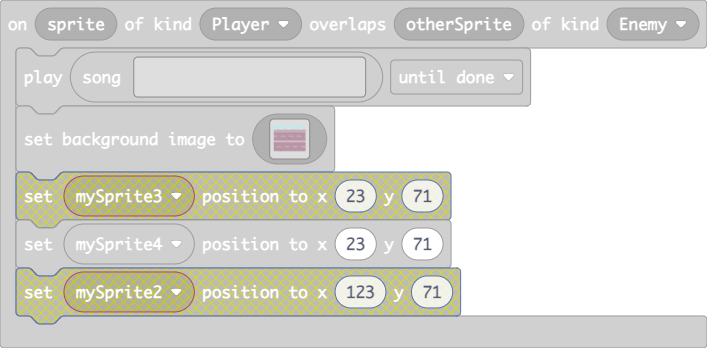 on sprite of kind Player overlaps otherSprite of kind Enemy
play song until done
set background image to
set mySprite3 position to x 23 y 71
set mySprite4 position to x 23 y 71
set mySprite2 position to x 123 y 71